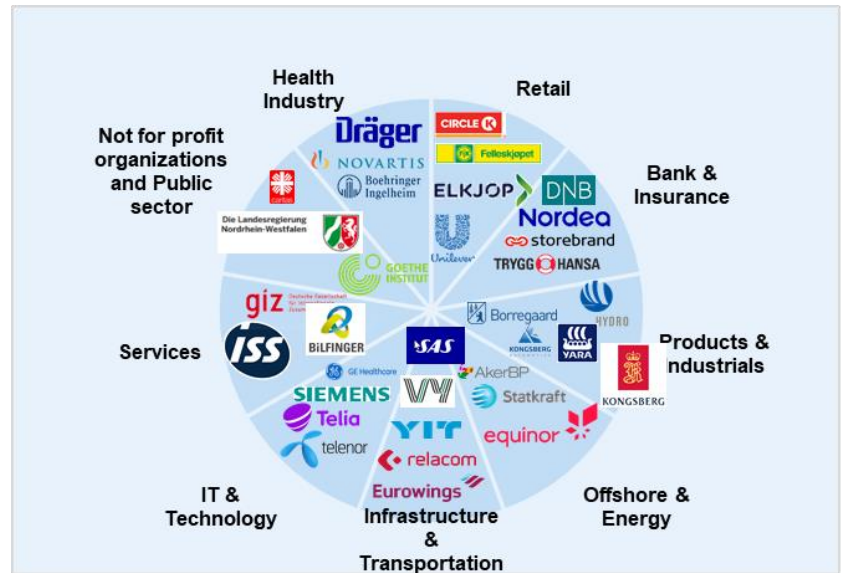 Health
Industry
Retail
Not for profit
organizations
and Public
sector
Bank &
Insurance
Dräger
CIRCLE K
NOVARTIS
Felleskjøpet
Boehringer
Ingelheim
ELKJOP
DNB
Nordea
caritas
Die Landesregierung
Nordrhein-Westfalen
Unilever
storebrand
TRYGG HANSA
GOETHE
INSTITUT
giz
Borregaard
HYDRO
BILFINGER
Services
iss
SAS
KONGSBERG
YARA
Products &
Industrials
KONGSBERG
GE Healthcare
AkerBP
SIEMENS
VY
Statkraft
Telia
YIT
equinor
telenor
relacom
Eurowings
IT &
Technology
Infrastructure
&
Transportation
Offshore &
Energy